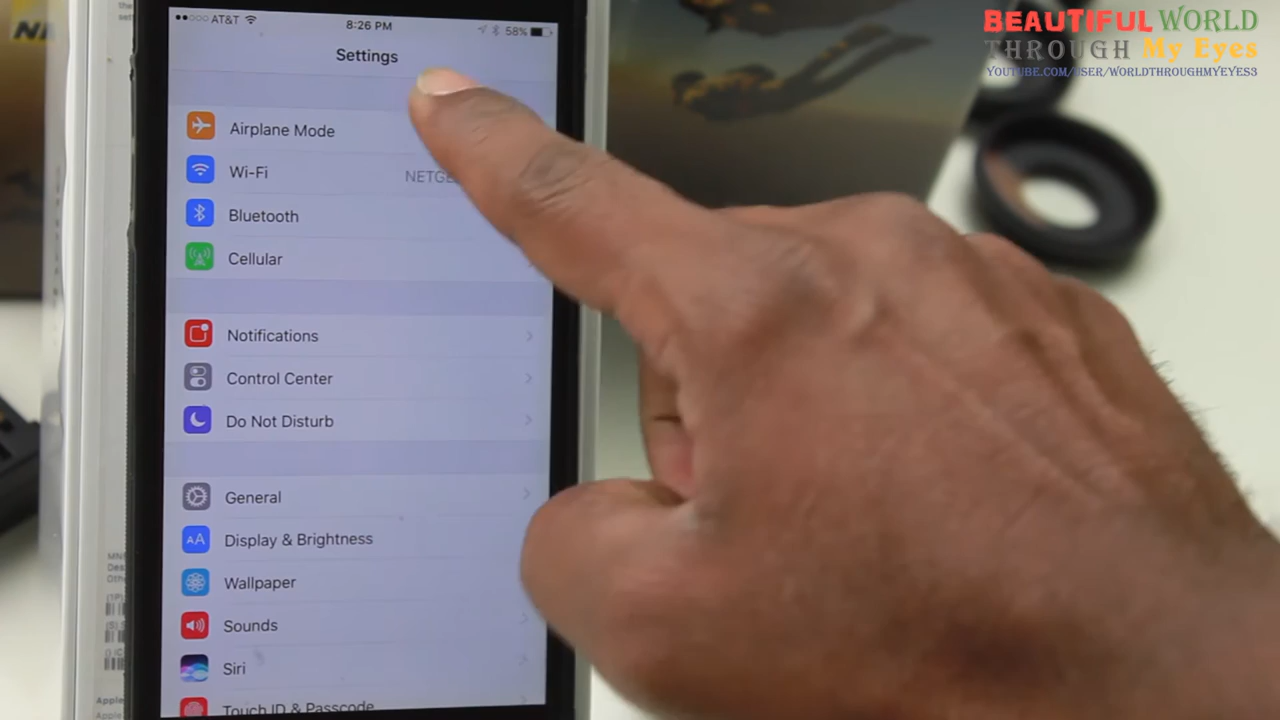 AT&T 8:26 PM 58%
Settings
Airplane Mode
Wi-Fi
Bluetooth
Cellular
Notifications
Control Center
Do Not Disturb
General
Display & Brightness
Wallpaper
Sounds
Siri
Touch ID & Passcode
BEAUTIFUL WORLD
THROUGH My Eyes
YOUTUBE.COM/USER/WORLDTHROUGHMYEYES3
Apple